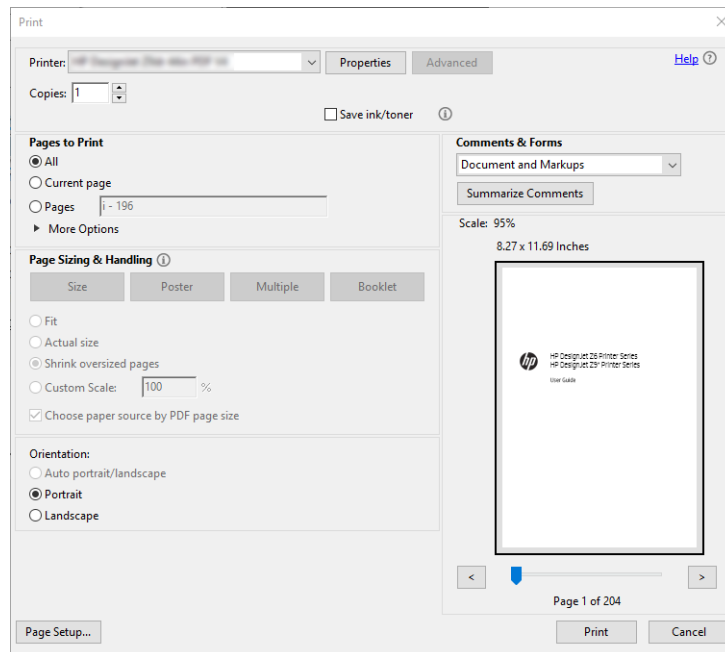 Print
Printer:
Properties
Advanced
Help
Copies: 1
Save ink/toner
Pages to Print
All
Current page
Pages i - 196
More Options
Page Sizing & Handling
Size Poster Multiple Booklet
Fit
Actual size
Shrink oversized pages
Custom Scale: 100 %
Choose paper source by PDF page size
Orientation:
Auto portrait/landscape
Portrait
Landscape
Comments & Forms
Document and Markups
Summarize Comments
Scale: 95%
8.27 x 11.69 Inches
hp
HP DesignJet Z6 Printer Series
HP DesignJet Z9⁺ Printer Series
User Guide
< >
Page 1 of 204
Page Setup...
Print Cancel